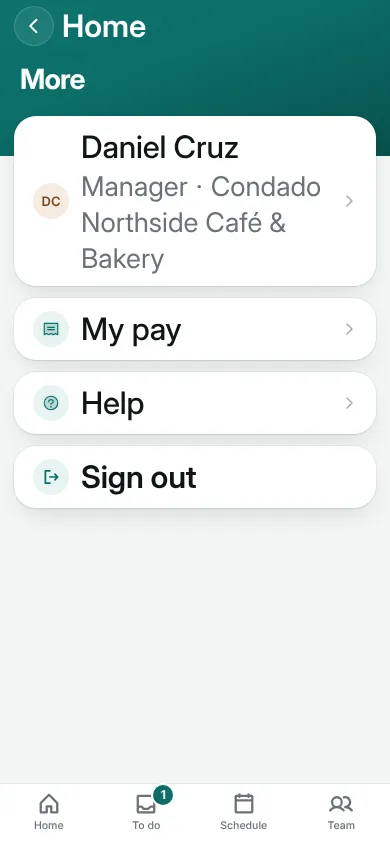 Home
More
DC
Daniel Cruz
Manager · Condado
Northside Café &
Bakery
My pay
Help
Sign out
1
Home
To do
Schedule
Team